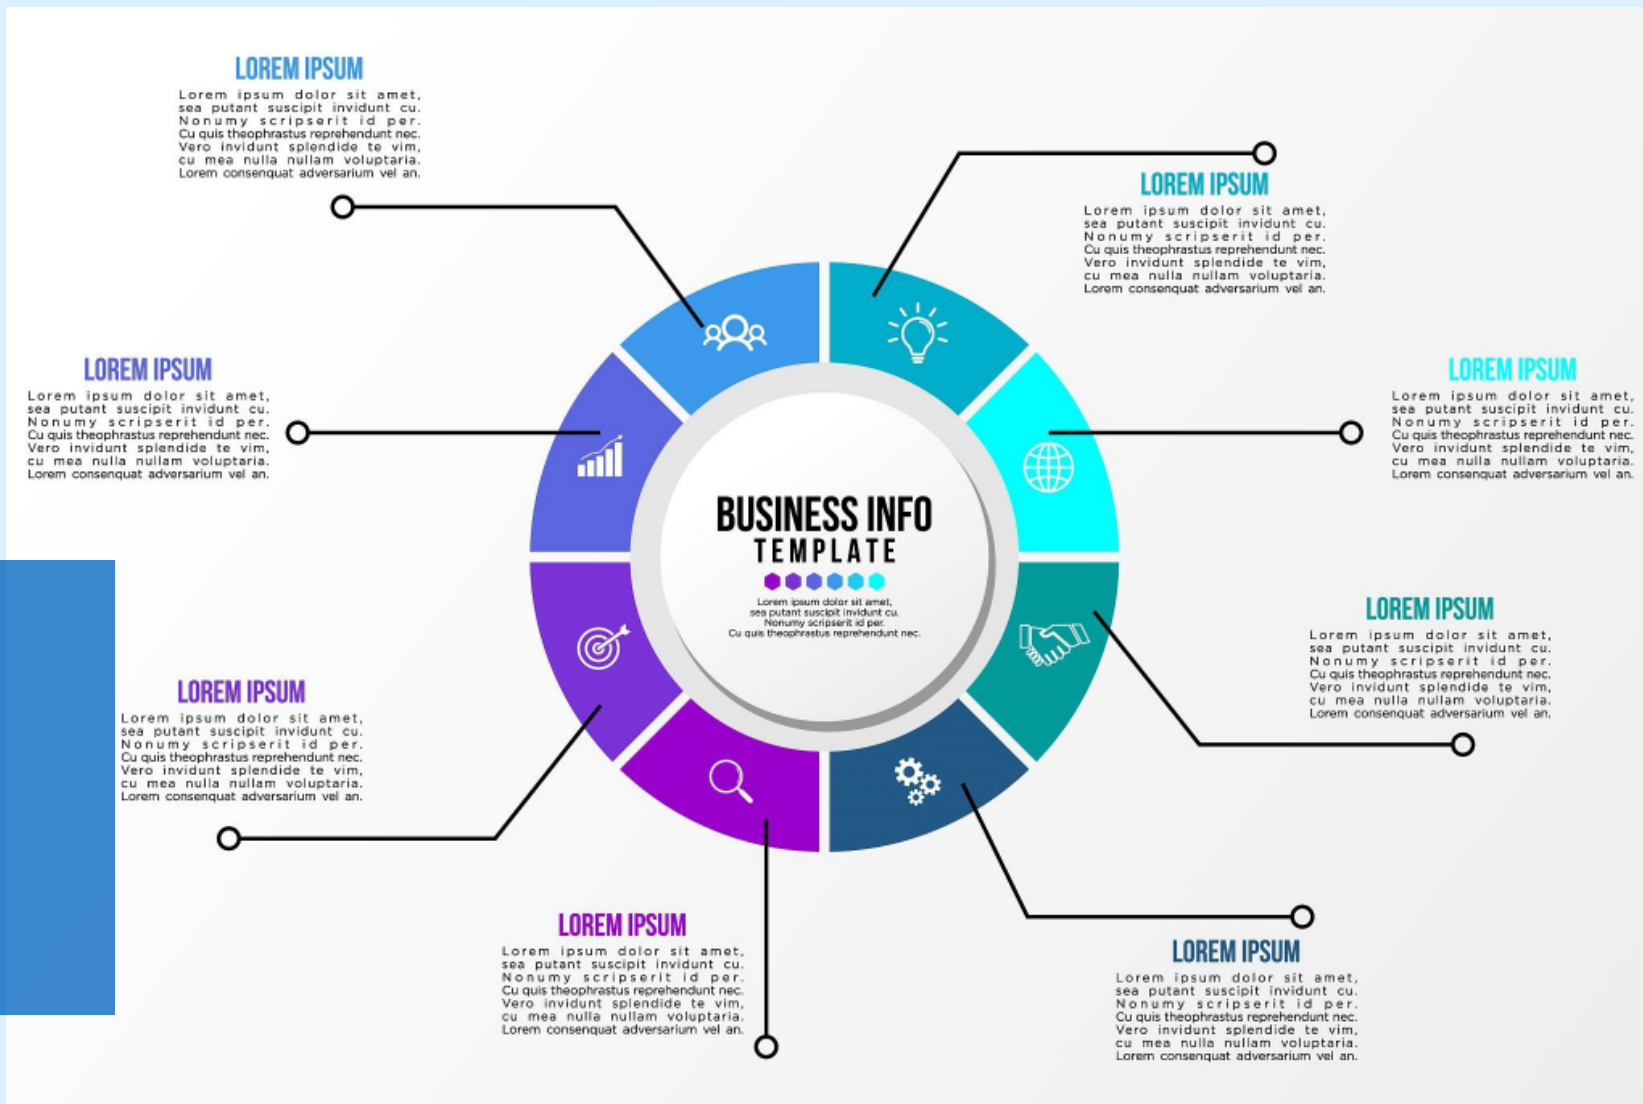 LOREM IPSUM
Lorem ipsum dolor sit amet,
sea putant suscipit invidunt cu.
Nonumy scripserit id per.
Cu quis theophrastus reprehendunt nec.
Vero invidunt splendide te vim,
cu mea nulla nullam voluptaria.
Lorem consenquat adversarium vel an.
LOREM IPSUM
Lorem ipsum dolor sit amet,
sea putant suscipit invidunt cu.
Nonumy scripserit id per.
Cu quis theophrastus reprehendunt nec.
Vero invidunt splendide te vim,
cu mea nulla nullam voluptaria.
Lorem consenquat adversarium vel an.
LOREM IPSUM
Lorem ipsum dolor sit amet,
sea putant suscipit invidunt cu.
Nonumy scripserit id per.
Cu quis theophrastus reprehendunt nec.
Vero invidunt splendide te vim,
cu mea nulla nullam voluptaria.
Lorem consenquat adversarium vel an.
LOREM IPSUM
Lorem ipsum dolor sit amet,
sea putant suscipit invidunt cu.
Nonumy scripserit id per.
Cu quis theophrastus reprehendunt nec.
Vero invidunt splendide te vim,
cu mea nulla nullam voluptaria.
Lorem consenquat adversarium vel an.
BUSINESS INFO
TEMPLATE
Lorem ipsum dolor sit amet,
sea putant suscipit invidunt cu.
Nonumy scripserit id per.
Cu quis theophrastus reprehendunt nec.
LOREM IPSUM
Lorem ipsum dolor sit amet,
sea putant suscipit invidunt cu.
Nonumy scripserit id per.
Cu quis theophrastus reprehendunt nec.
Vero invidunt splendide te vim,
cu mea nulla nullam voluptaria.
Lorem consenquat adversarium vel an.
LOREM IPSUM
Lorem ipsum dolor sit amet,
sea putant suscipit invidunt cu.
Nonumy scripserit id per.
Cu quis theophrastus reprehendunt nec.
Vero invidunt splendide te vim,
cu mea nulla nullam voluptaria.
Lorem consenquat adversarium vel an.
LOREM IPSUM
Lorem ipsum dolor sit amet,
sea putant suscipit invidunt cu.
Nonumy scripserit id per.
Cu quis theophrastus reprehendunt nec.
Vero invidunt splendide te vim,
cu mea nulla nullam voluptaria.
Lorem consenquat adversarium vel an.
LOREM IPSUM
Lorem ipsum dolor sit amet,
sea putant suscipit invidunt cu.
Nonumy scripserit id per.
Cu quis theophrastus reprehendunt nec.
Vero invidunt splendide te vim,
cu mea nulla nullam voluptaria.
Lorem consenquat adversarium vel an.